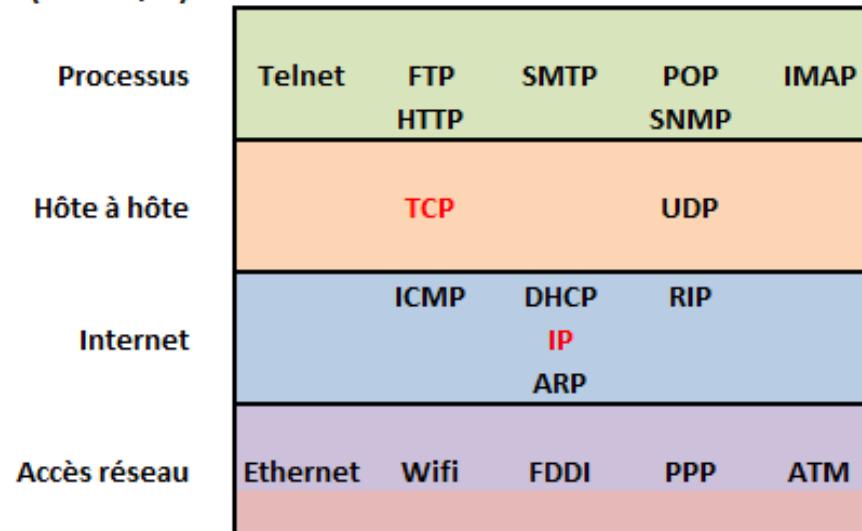 Processus Telnet FTP SMTP POP IMAP
HTTP SNMP
Hôte à hôte TCP UDP
ICMP DHCP RIP
Internet IP
ARP
Accès réseau Ethernet Wifi FDDI PPP ATM